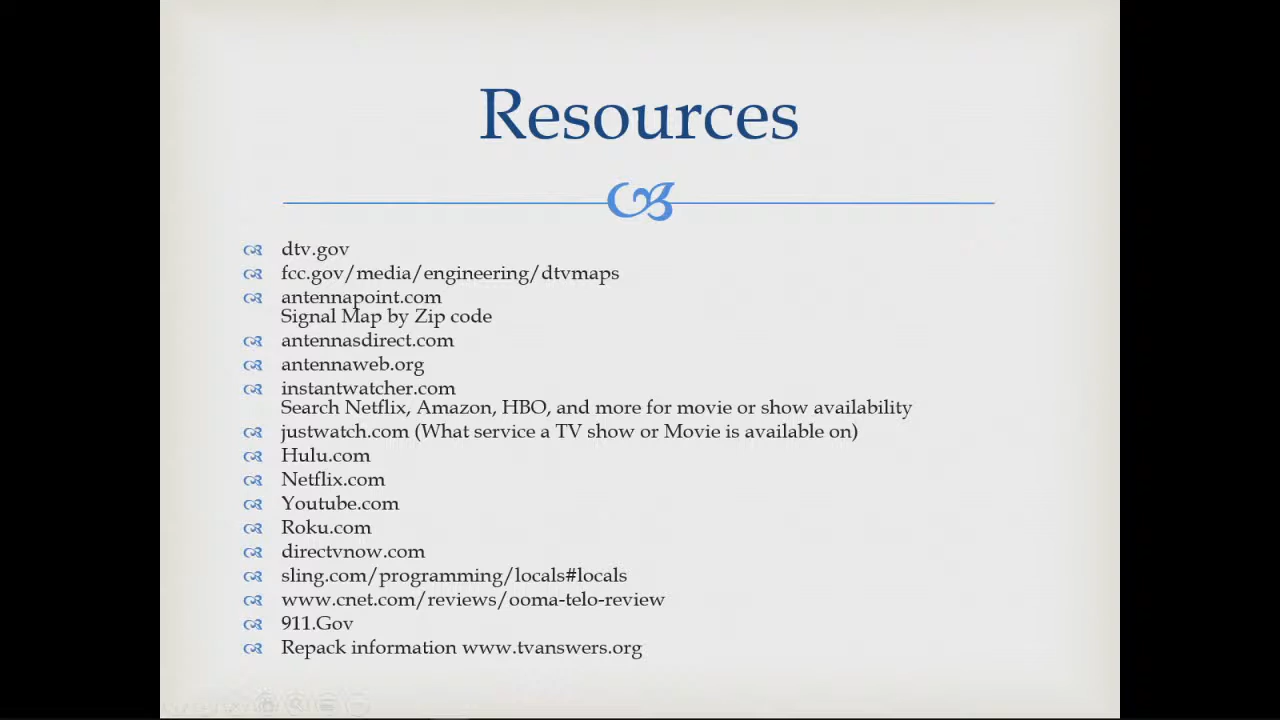 Resources
dtv.gov
fcc.gov/media/engineering/dtvmaps
antennapoint.com
Signal Map by Zip code
antennasdirect.com
antennaweb.org
instantwatcher.com
Search Netflix, Amazon, HBO, and more for movie or show availability
justwatch.com (What service a TV show or Movie is available on)
Hulu.com
Netflix.com
Youtube.com
Roku.com
directvnow.com
sling.com/programming/locals#locals
www.cnet.com/reviews/ooma-telo-review
911.Gov
Repack information www.tvanswers.org